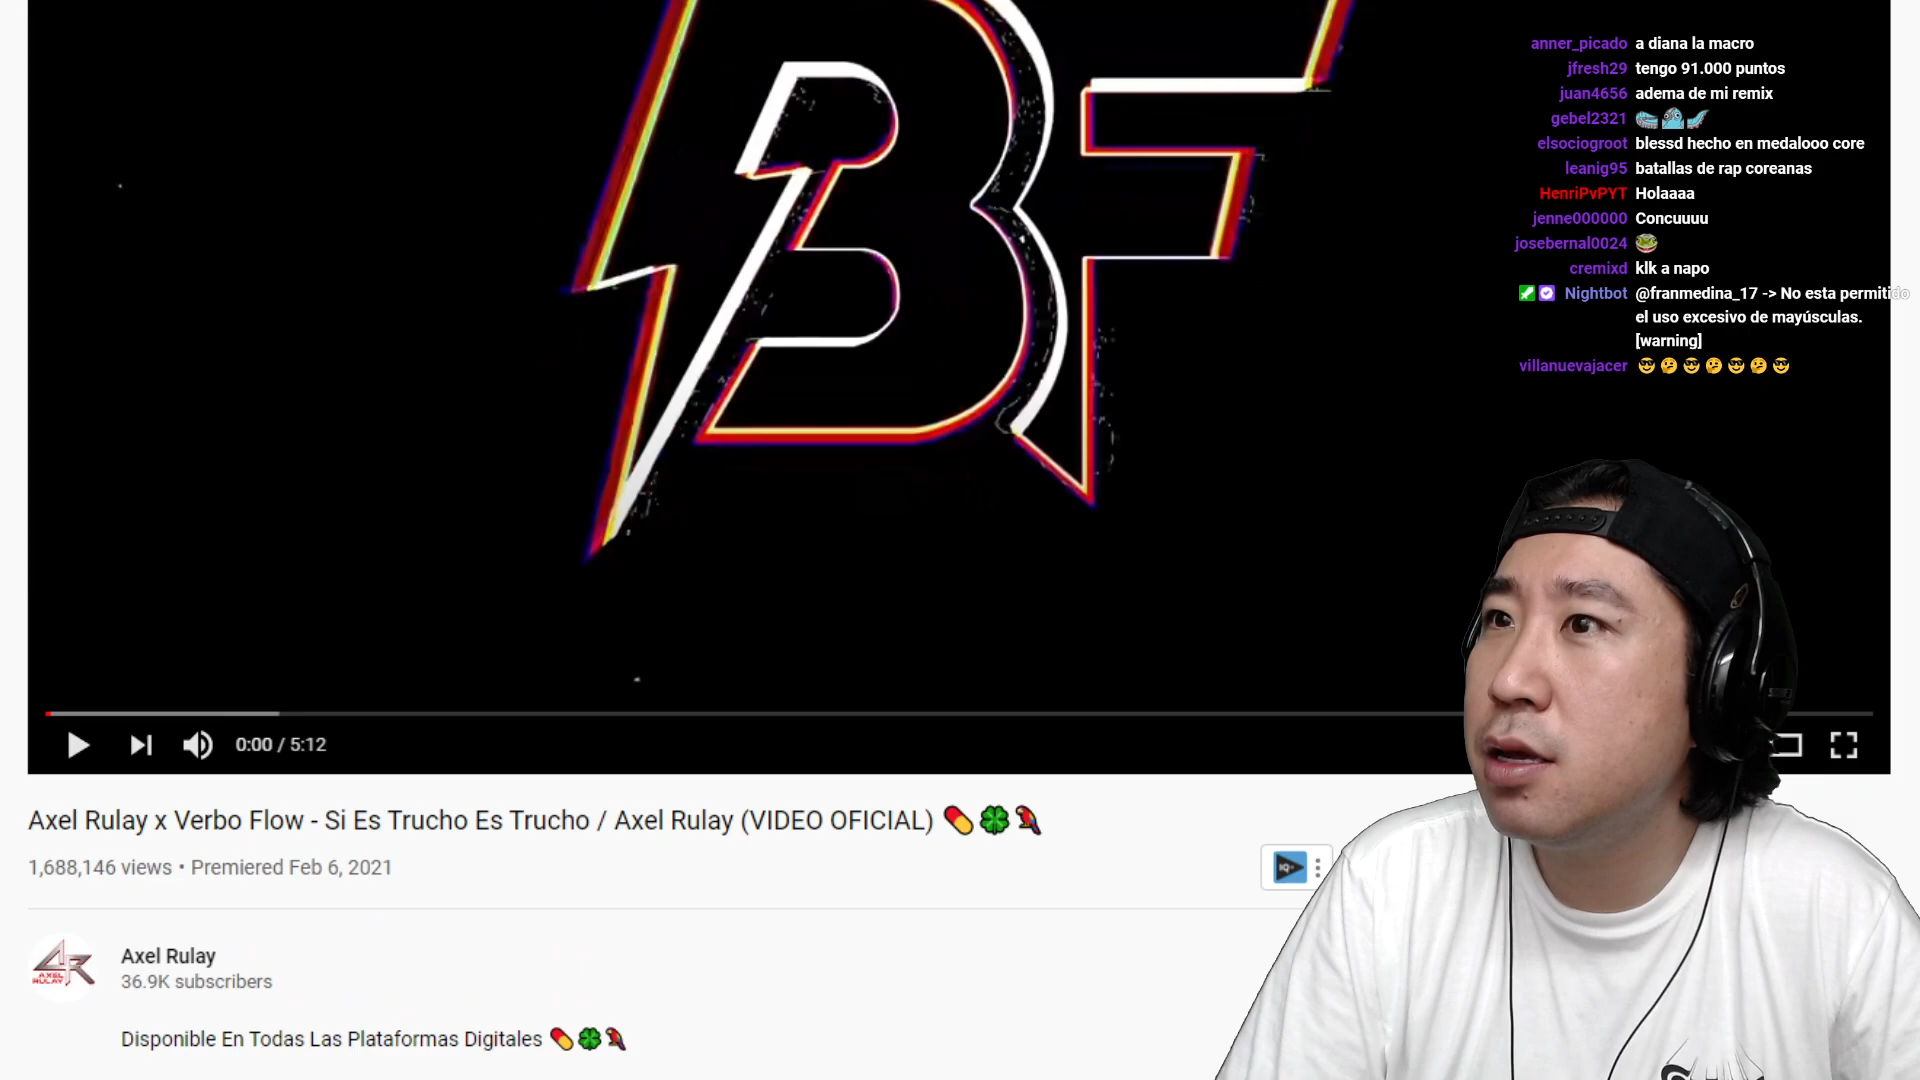 BF
anner_picado a diana la macro
jfresh29 tengo 91.000 puntos
juan4656 adema de mi remix
gebel2321
elsociogroot blessd hecho en medalooo core
leanig95 batallas de rap coreanas
HenriPvPYT Holaaaa
jenne000000 Concuuuu
josebernal0024
cremixd klk a napo
Nightbot @franmedina_17 -> No esta permitido
el uso excesivo de mayúsculas.
[warning]
villanuevajacer 😎🤔😎🤔😎🤔😎
0:00 / 5:12
Axel Rulay x Verbo Flow - Si Es Trucho Es Trucho / Axel Rulay (VIDEO OFICIAL) 💊🍀🦜
1,688,146 views • Premiered Feb 6, 2021
IQ
AR
AXEL
RULAY
Axel Rulay
36.9K subscribers
Disponible En Todas Las Plataformas Digitales 💊🍀🦜